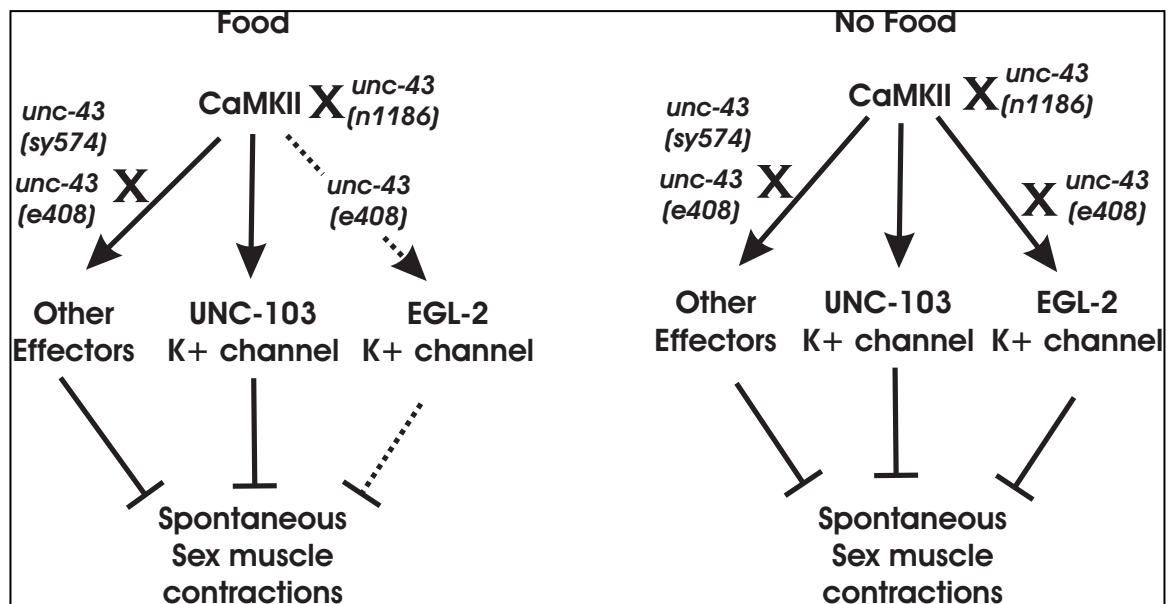 Food
CaMKII X unc-43
(n1186)
unc-43
(sy574)
unc-43 X
(e408)
unc-43
(e408)
Other
Effectors
UNC-103
K+ channel
EGL-2
K+ channel
Spontaneous
Sex muscle
contractions
No Food
CaMKII X unc-43
(n1186)
unc-43
(sy574)
unc-43 X
(e408)
X unc-43
(e408)
Other
Effectors
UNC-103
K+ channel
EGL-2
K+ channel
Spontaneous
Sex muscle
contractions